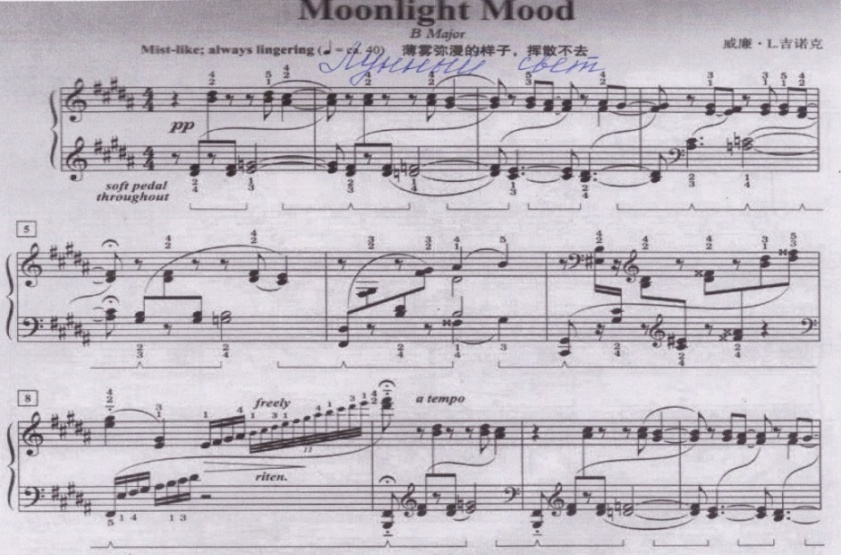 Moonlight Mood
B Major
Mist-like; always lingering (♩ = ca. 40) 薄雾弥漫的样子，挥散不去
威廉·L.吉诺克
Лунный свет
pp
soft pedal
throughout
5
8
freely
a tempo
riten.